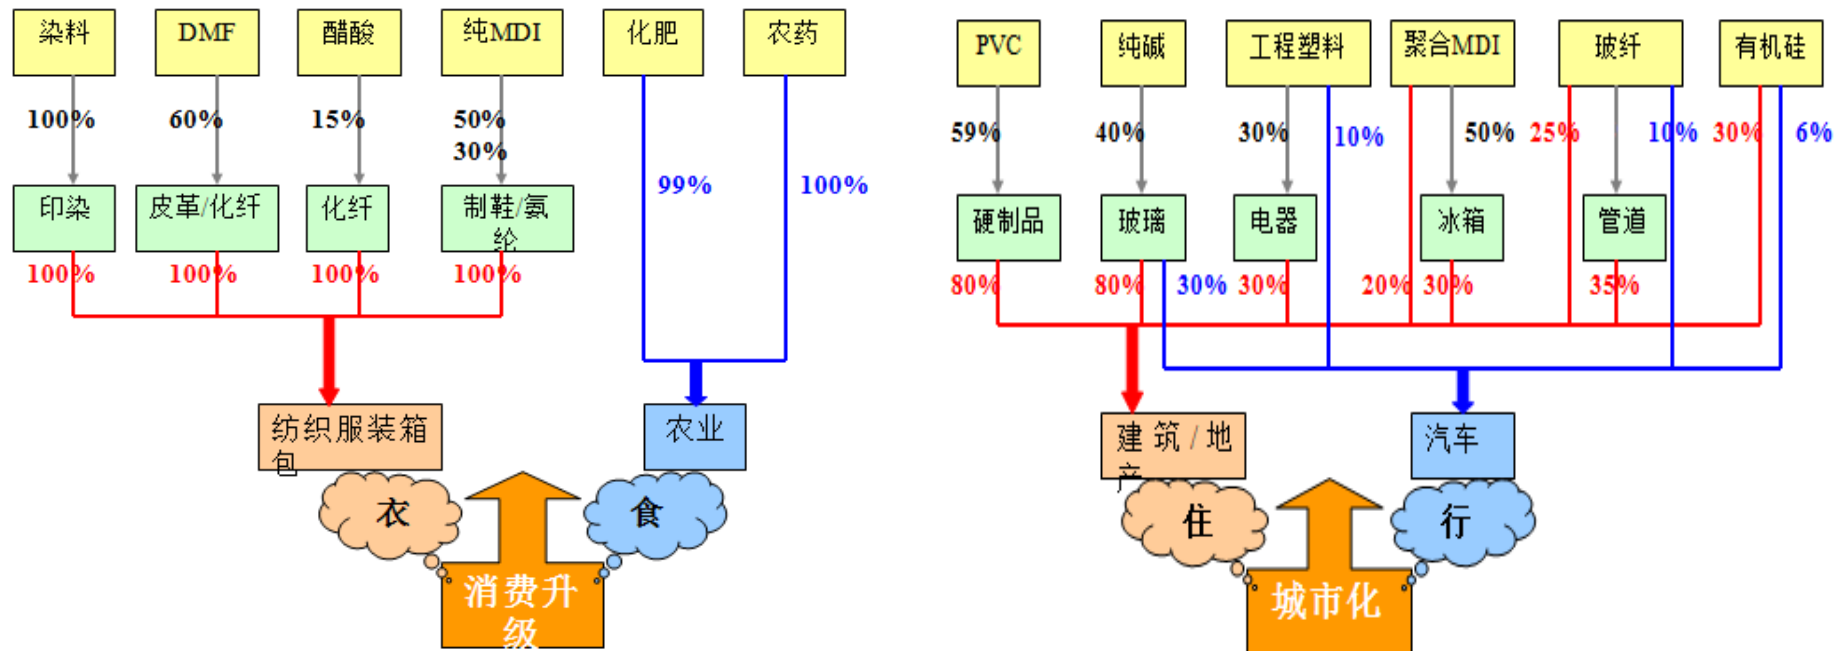 染料
DMF
醋酸
纯MDI
化肥
农药
100%
60%
15%
50%
30%
99%
100%
印染
皮革/化纤
化纤
制鞋/氨
纶
100%
100%
100%
100%
纺织服装箱
包
农业
衣
食
消费升
级
PVC
纯碱
工程塑料
聚合MDI
玻纤
有机硅
59%
40%
30%
10%
50%
25%
10%
30%
6%
硬制品
玻璃
电器
冰箱
管道
80%
80%
30%
30%
20%
30%
35%
建筑/地
产
汽车
住
行
城市化